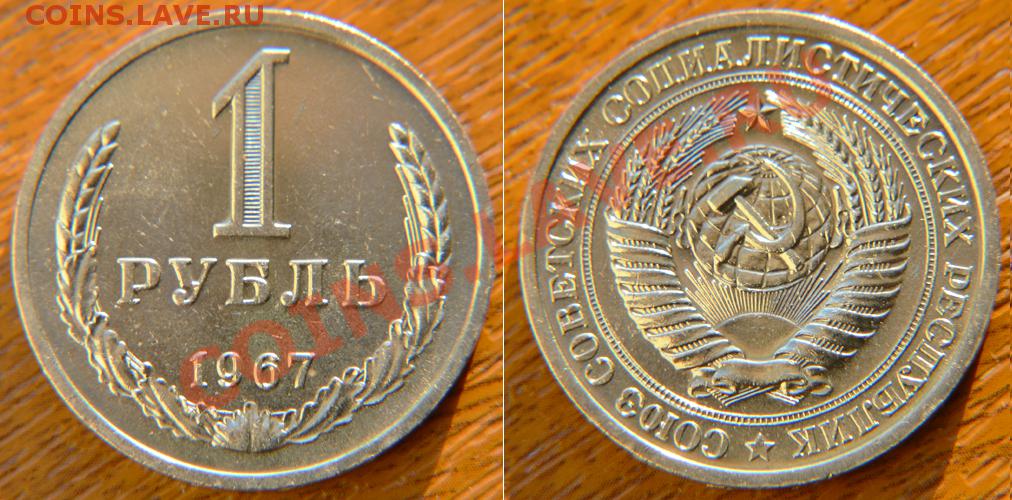 COINS.LAVE.RU
1
РУБЛЬ
1967
СОЮЗ СОВЕТСКИХ СОЦИАЛИСТИЧЕСКИХ РЕСПУБЛИК